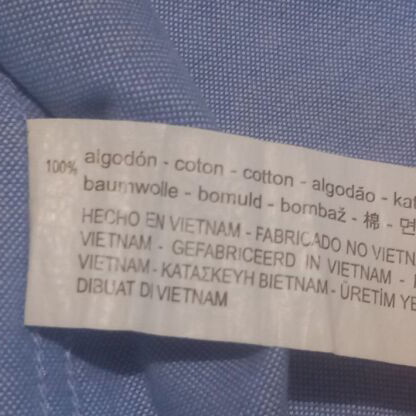 100% algodón - coton - cotton - algodão -
baumwolle - bomuld - bombaž - 棉 - 면
HECHO EN VIETNAM - FABRICADO NO
VIETNAM - GEFABRICEERD IN VIETNAM -
VIETNAM - ΚΑΤΑΣΚΕΥΗ ΒΙΕΤΝΑΜ - ÜRETİM
DIBUAT DI VIETNAM